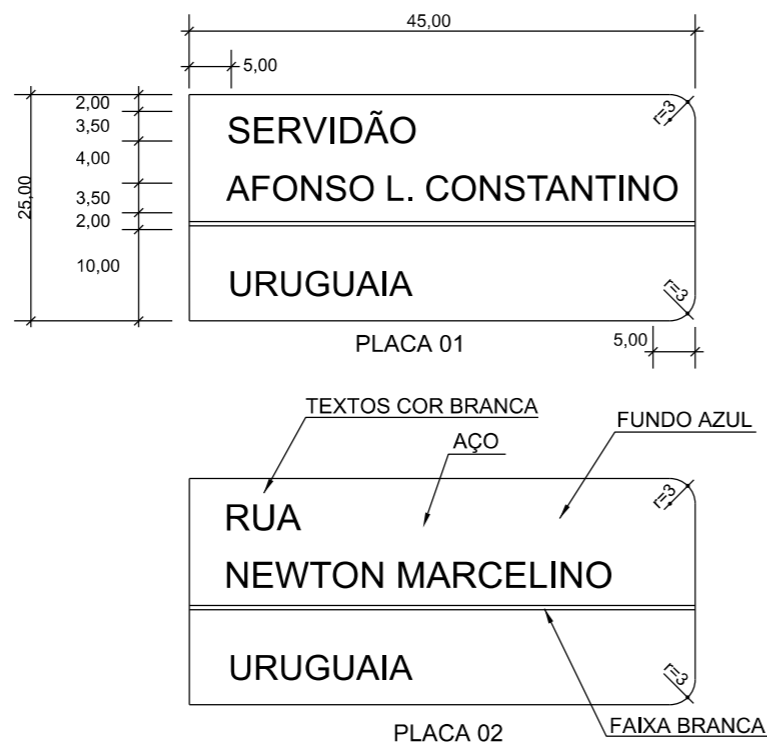 45,00
5,00
2,00
3,50
4,00
3,50
2,00
10,00
25,00
r=3
SERVIDÃO
AFONSO L. CONSTANTINO
URUGUAIA
r=3
5,00
PLACA 01
TEXTOS COR BRANCA
AÇO
FUNDO AZUL
r=3
RUA
NEWTON MARCELINO
URUGUAIA
r=3
FAIXA BRANCA
PLACA 02